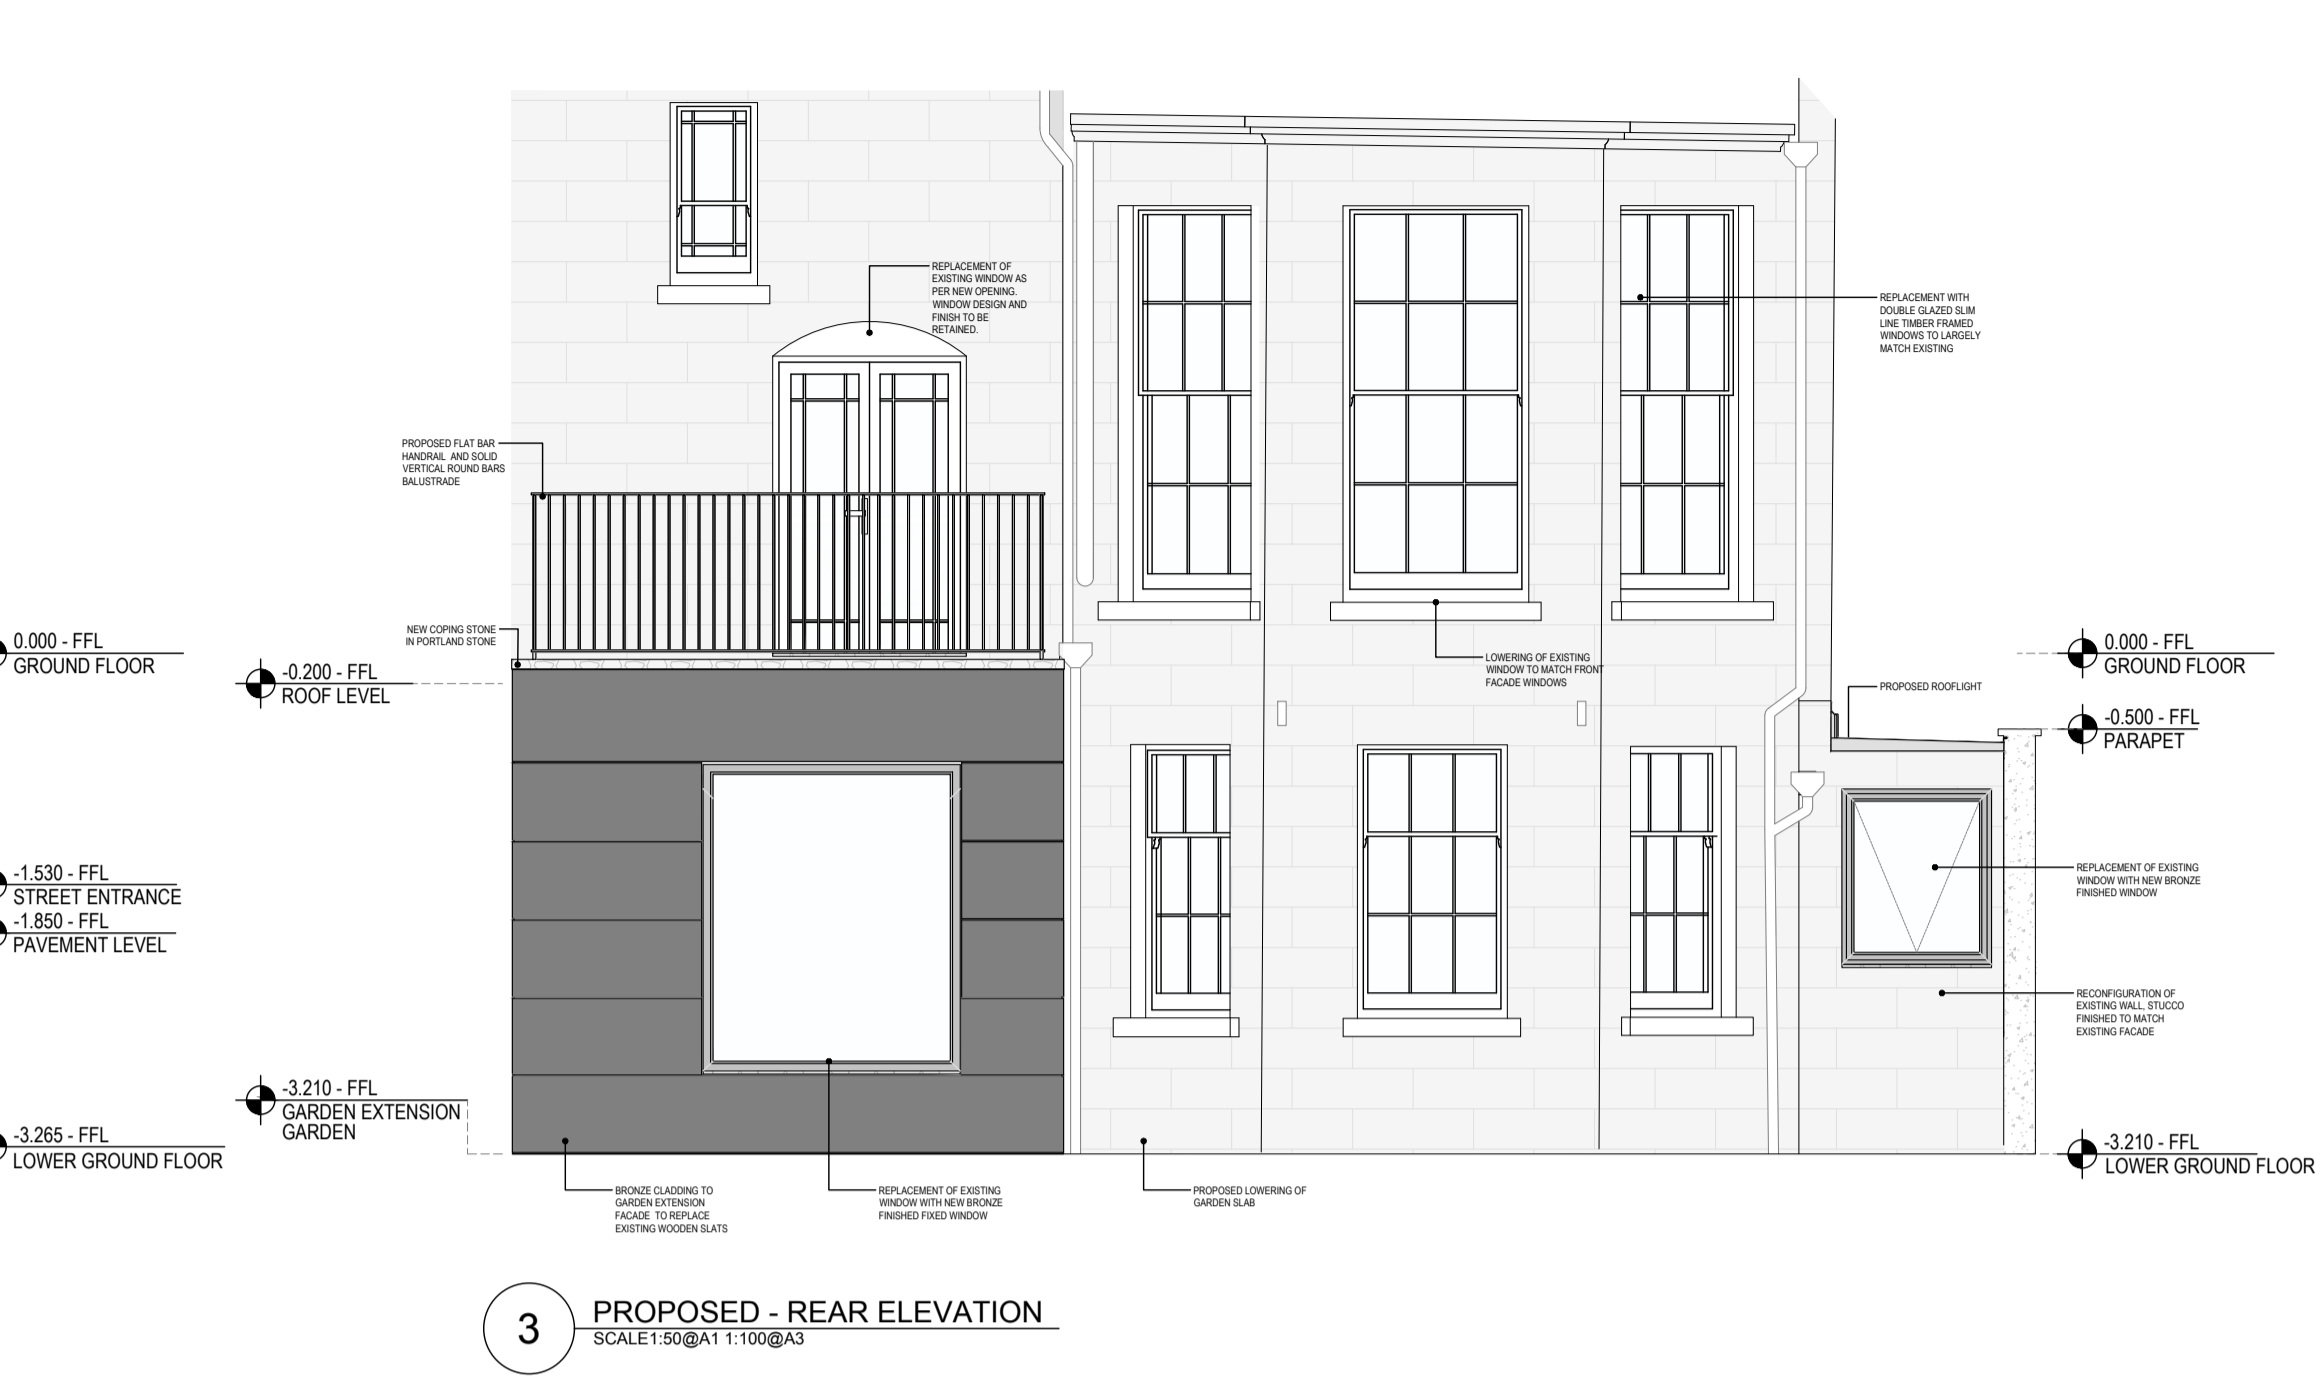 REPLACEMENT OF
EXISTING WINDOW AS
PER NEW OPENING.
WINDOW DESIGN AND
FINISH TO BE
RETAINED.
REPLACEMENT WITH
DOUBLE GLAZED SLIM
LINE TIMBER FRAMED
WINDOWS TO LARGELY
MATCH EXISTING
PROPOSED FLAT BAR
HANDRAIL AND SOLID
VERTICAL ROUND BARS
BALUSTRADE
NEW COPING STONE
IN PORTLAND STONE
0.000 - FFL
GROUND FLOOR
-0.200 - FFL
ROOF LEVEL
LOWERING OF EXISTING
WINDOW TO MATCH FRONT
FACADE WINDOWS
0.000 - FFL
GROUND FLOOR
PROPOSED ROOFLIGHT
-0.500 - FFL
PARAPET
-1.530 - FFL
STREET ENTRANCE
-1.850 - FFL
PAVEMENT LEVEL
REPLACEMENT OF EXISTING
WINDOW WITH NEW BRONZE
FINISHED WINDOW
RECONFIGURATION OF
EXISTING WALL, STUCCO
FINISHED TO MATCH
EXISTING FACADE
-3.210 - FFL
GARDEN EXTENSION
GARDEN
-3.265 - FFL
LOWER GROUND FLOOR
-3.210 - FFL
LOWER GROUND FLOOR
BRONZE CLADDING TO
GARDEN EXTENSION
FACADE TO REPLACE
EXISTING WOODEN SLATS
REPLACEMENT OF EXISTING
WINDOW WITH NEW BRONZE
FINISHED FIXED WINDOW
PROPOSED LOWERING OF
GARDEN SLAB
3
PROPOSED - REAR ELEVATION
SCALE1:50@A1 1:100@A3